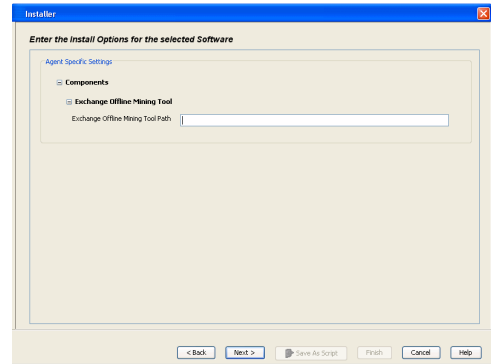 Installer
Enter the Install Options for the selected Software
Agent Specific Settings
Components
Exchange Offline Mining Tool
Exchange Offline Mining Tool Path
< Back Next > Save As Script Finish Cancel Help